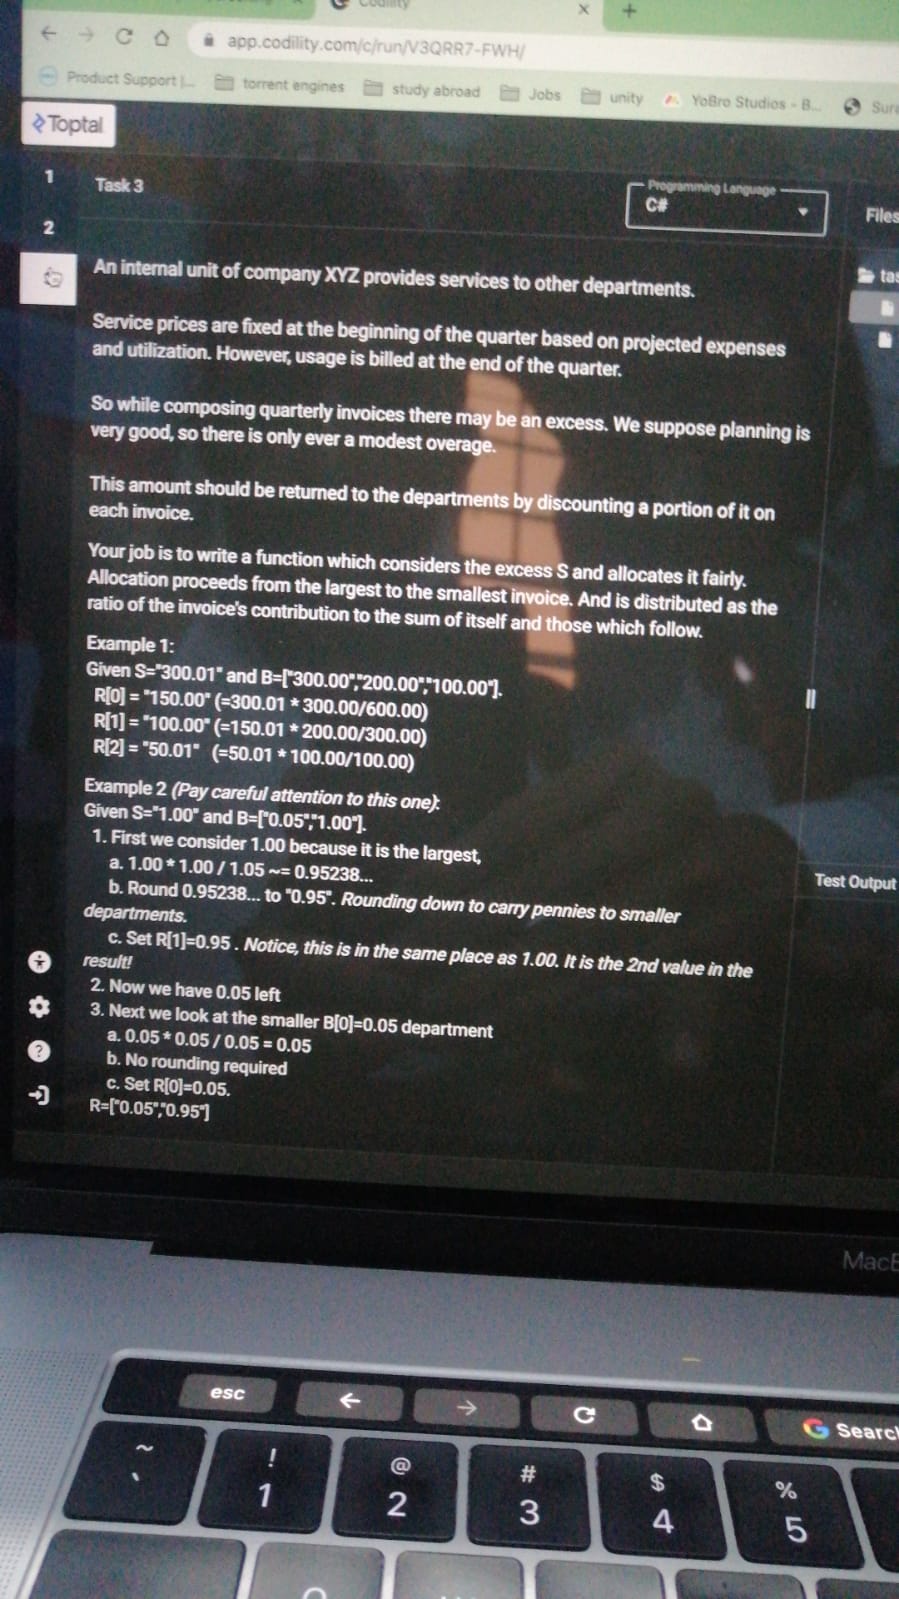 Codility
app.codility.com/c/run/V3QRR7-FWH/
Product Support |... torrent engines study abroad Jobs unity YoBro Studios - B...
Toptal
1 Task 3 Programming Language
C# Files
2
An internal unit of company XYZ provides services to other departments.
Service prices are fixed at the beginning of the quarter based on projected expenses
and utilization. However, usage is billed at the end of the quarter.
So while composing quarterly invoices there may be an excess. We suppose planning is
very good, so there is only ever a modest overage.
This amount should be returned to the departments by discounting a portion of it on
each invoice.
Your job is to write a function which considers the excess S and allocates it fairly.
Allocation proceeds from the largest to the smallest invoice. And is distributed as the
ratio of the invoice's contribution to the sum of itself and those which follow.
Example 1:
Given S="300.01" and B=["300.00","200.00","100.00"].
R[0] = "150.00" (=300.01 * 300.00/600.00)
R[1] = "100.00" (=150.01 * 200.00/300.00)
R[2] = "50.01" (=50.01 * 100.00/100.00)
Example 2 (Pay careful attention to this one):
Given S="1.00" and B=["0.05","1.00"].
1. First we consider 1.00 because it is the largest,
a. 1.00 * 1.00 / 1.05 ~= 0.95238...
b. Round 0.95238... to "0.95". Rounding down to carry pennies to smaller
departments.
c. Set R[1]=0.95 . Notice, this is in the same place as 1.00. It is the 2nd value in the
result!
2. Now we have 0.05 left
3. Next we look at the smaller B[0]=0.05 department
a. 0.05 * 0.05 / 0.05 = 0.05
b. No rounding required
c. Set R[0]=0.05.
R=["0.05","0.95"]
Test Output
esc
~ ! @ # $ %
` 1 2 3 4 5